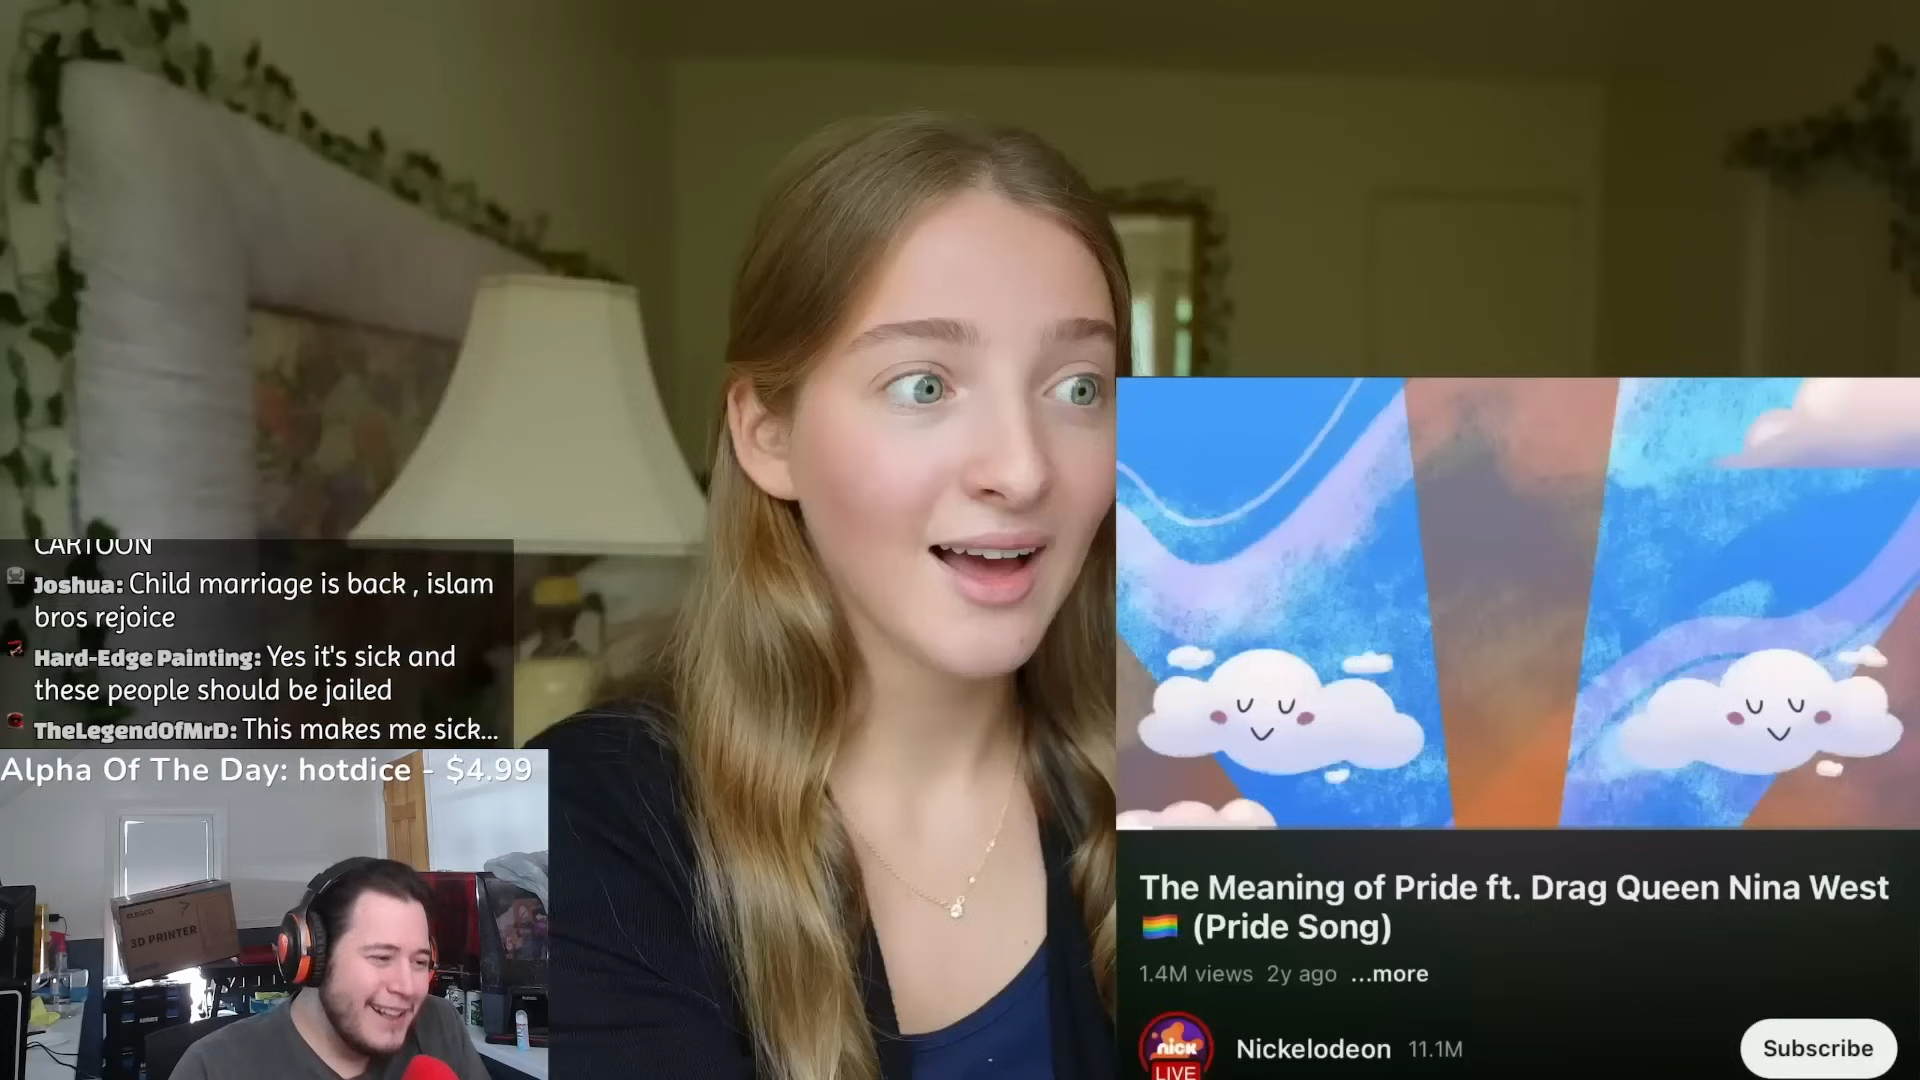 CARTOON
Joshua: Child marriage is back , islam
bros rejoice
Hard-Edge Painting: Yes it's sick and
these people should be jailed
TheLegendOfMrD: This makes me sick...
Alpha Of The Day: hotdice - $4.99
ELEGOO
3D PRINTER
The Meaning of Pride ft. Drag Queen Nina West
🏳️‍🌈 (Pride Song)
1.4M views 2y ago ...more
nick
LIVE
Nickelodeon 11.1M
Subscribe